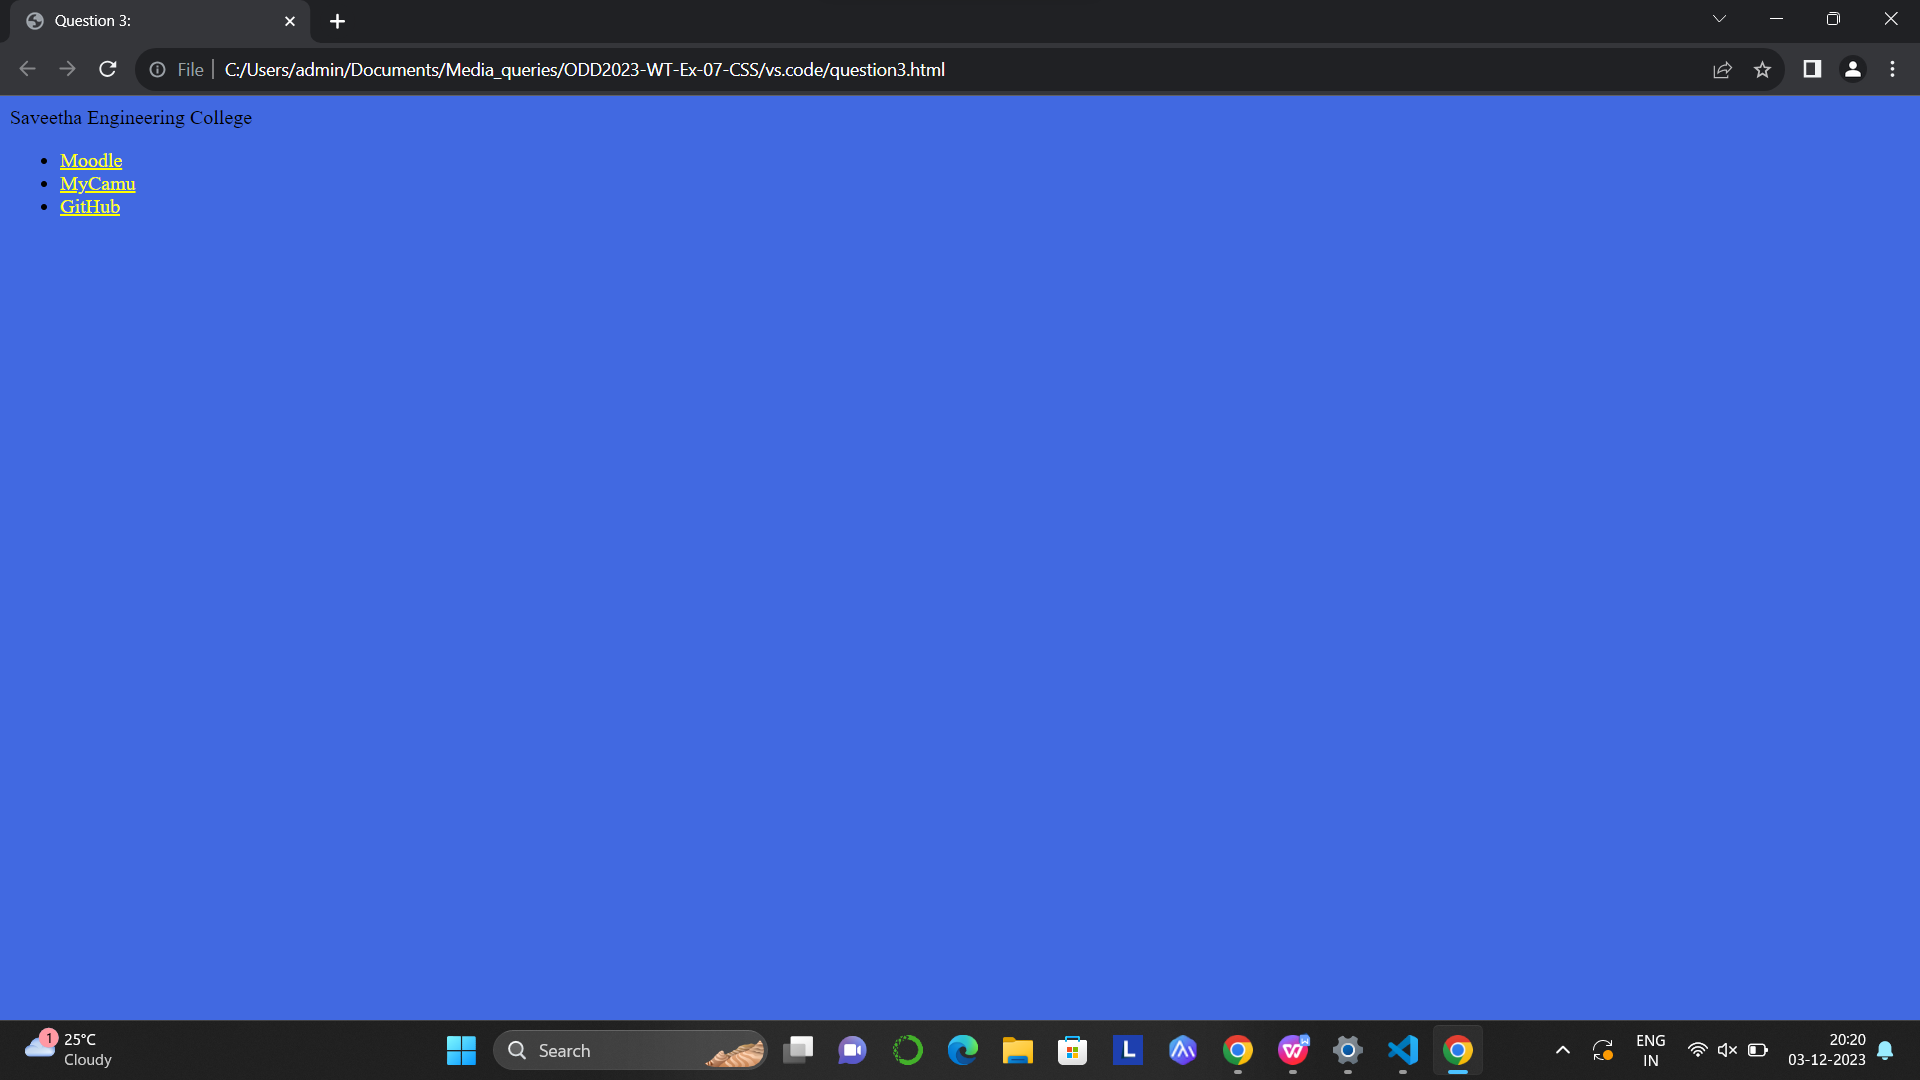 Question 3:
File
C:/Users/admin/Documents/Media_queries/ODD2023-WT-Ex-07-CSS/vs.code/question3.html
Saveetha Engineering College
Moodle
MyCamu
GitHub
1
25°C
Cloudy
Search
L
W
ENG
IN
20:20
03-12-2023